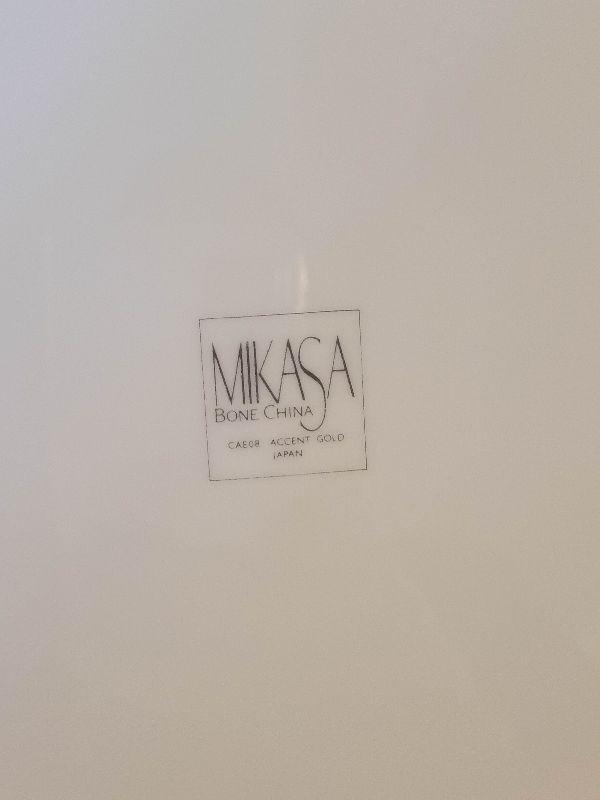 MIKASA
BONE CHINA
CAE08 ACCENT GOLD
JAPAN